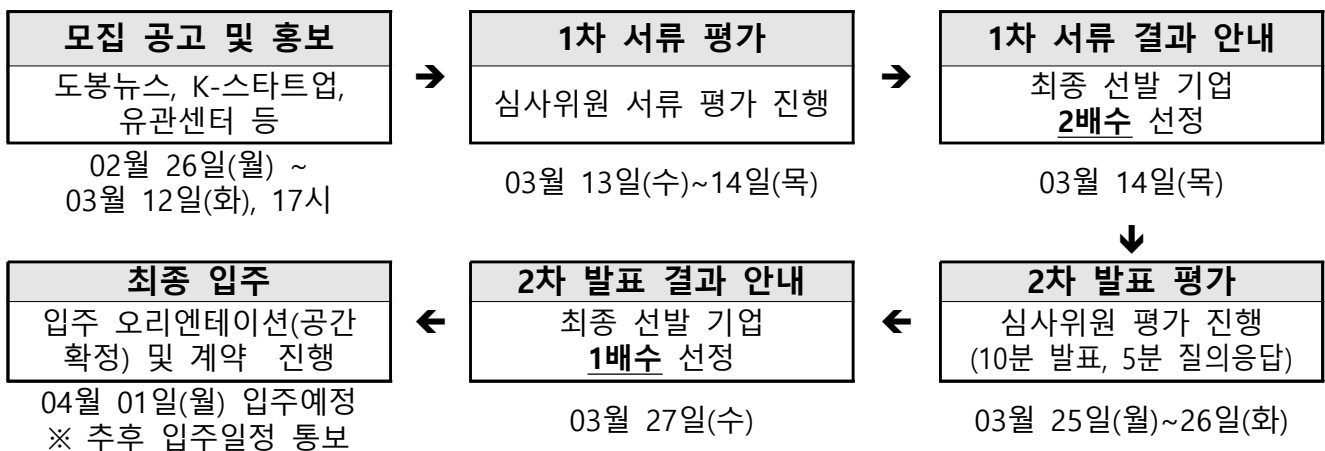 모집 공고 및 홍보
도봉뉴스, K-스타트업,
유관센터 등
02월 26일(월) ~
03월 12일(화), 17시
➔
1차 서류 평가
심사위원 서류 평가 진행
03월 13일(수)~14일(목)
➔
1차 서류 결과 안내
최종 선발 기업
2배수 선정
03월 14일(목)
🡫
2차 발표 평가
심사위원 평가 진행
(10분 발표, 5분 질의응답)
03월 25일(월)~26일(화)
🡨
2차 발표 결과 안내
최종 선발 기업
1배수 선정
03월 27일(수)
🡨
최종 입주
입주 오리엔테이션(공간
확정) 및 계약 진행
04월 01일(월) 입주예정
※ 추후 입주일정 통보